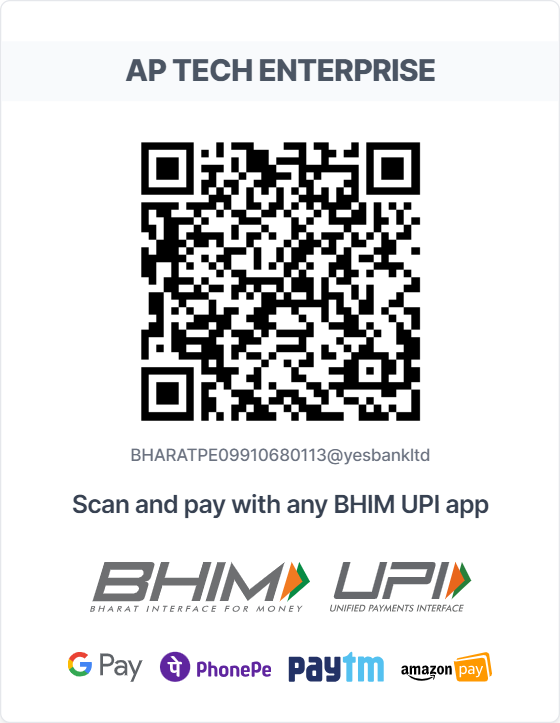 AP TECH ENTERPRISE
BHARATPE09910680113@yesbankltd
Scan and pay with any BHIM UPI app
BHIM UPI
BHARAT INTERFACE FOR MONEY UNIFIED PAYMENTS INTERFACE
G Pay PhonePe paytm amazon pay